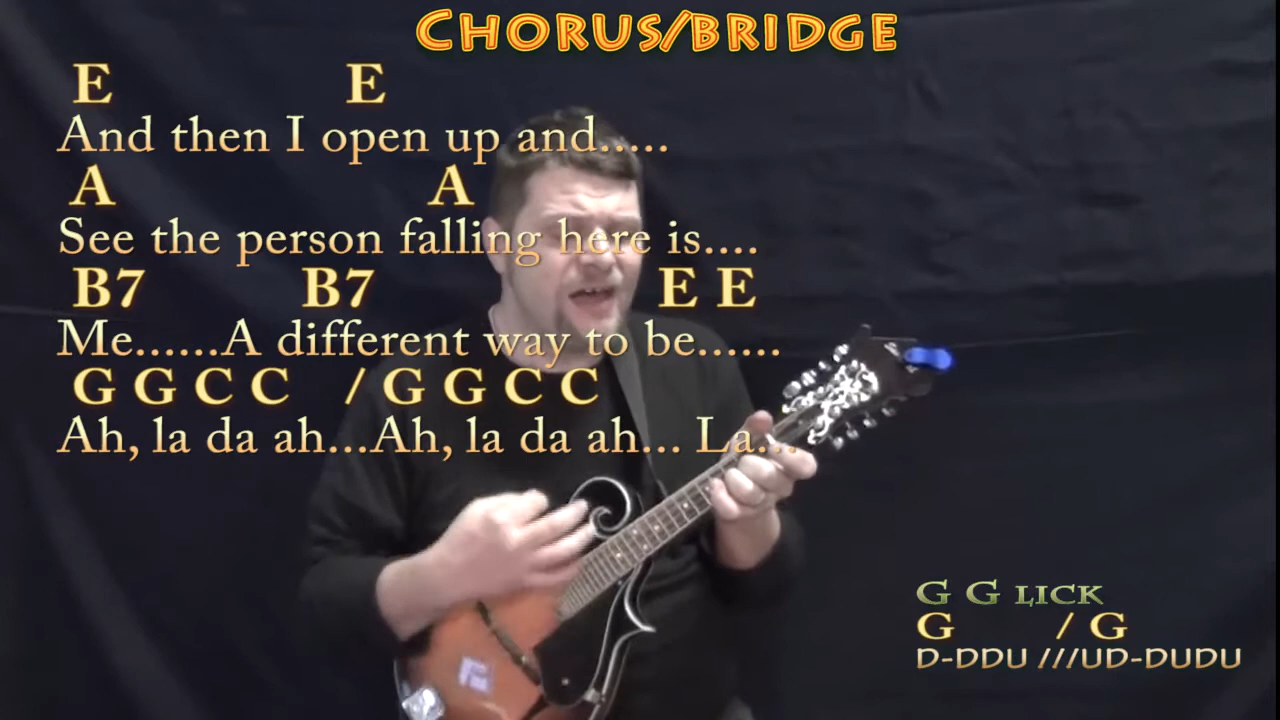 CHORUS/BRIDGE
E E
And then I open up and.....
A A
See the person falling here is....
B7 B7 E E
Me......A different way to be......
G G C C / G G C C
Ah, la da ah...Ah, la da ah... La...
G G LICK
G / G
D-DDU ///UD-DUDU